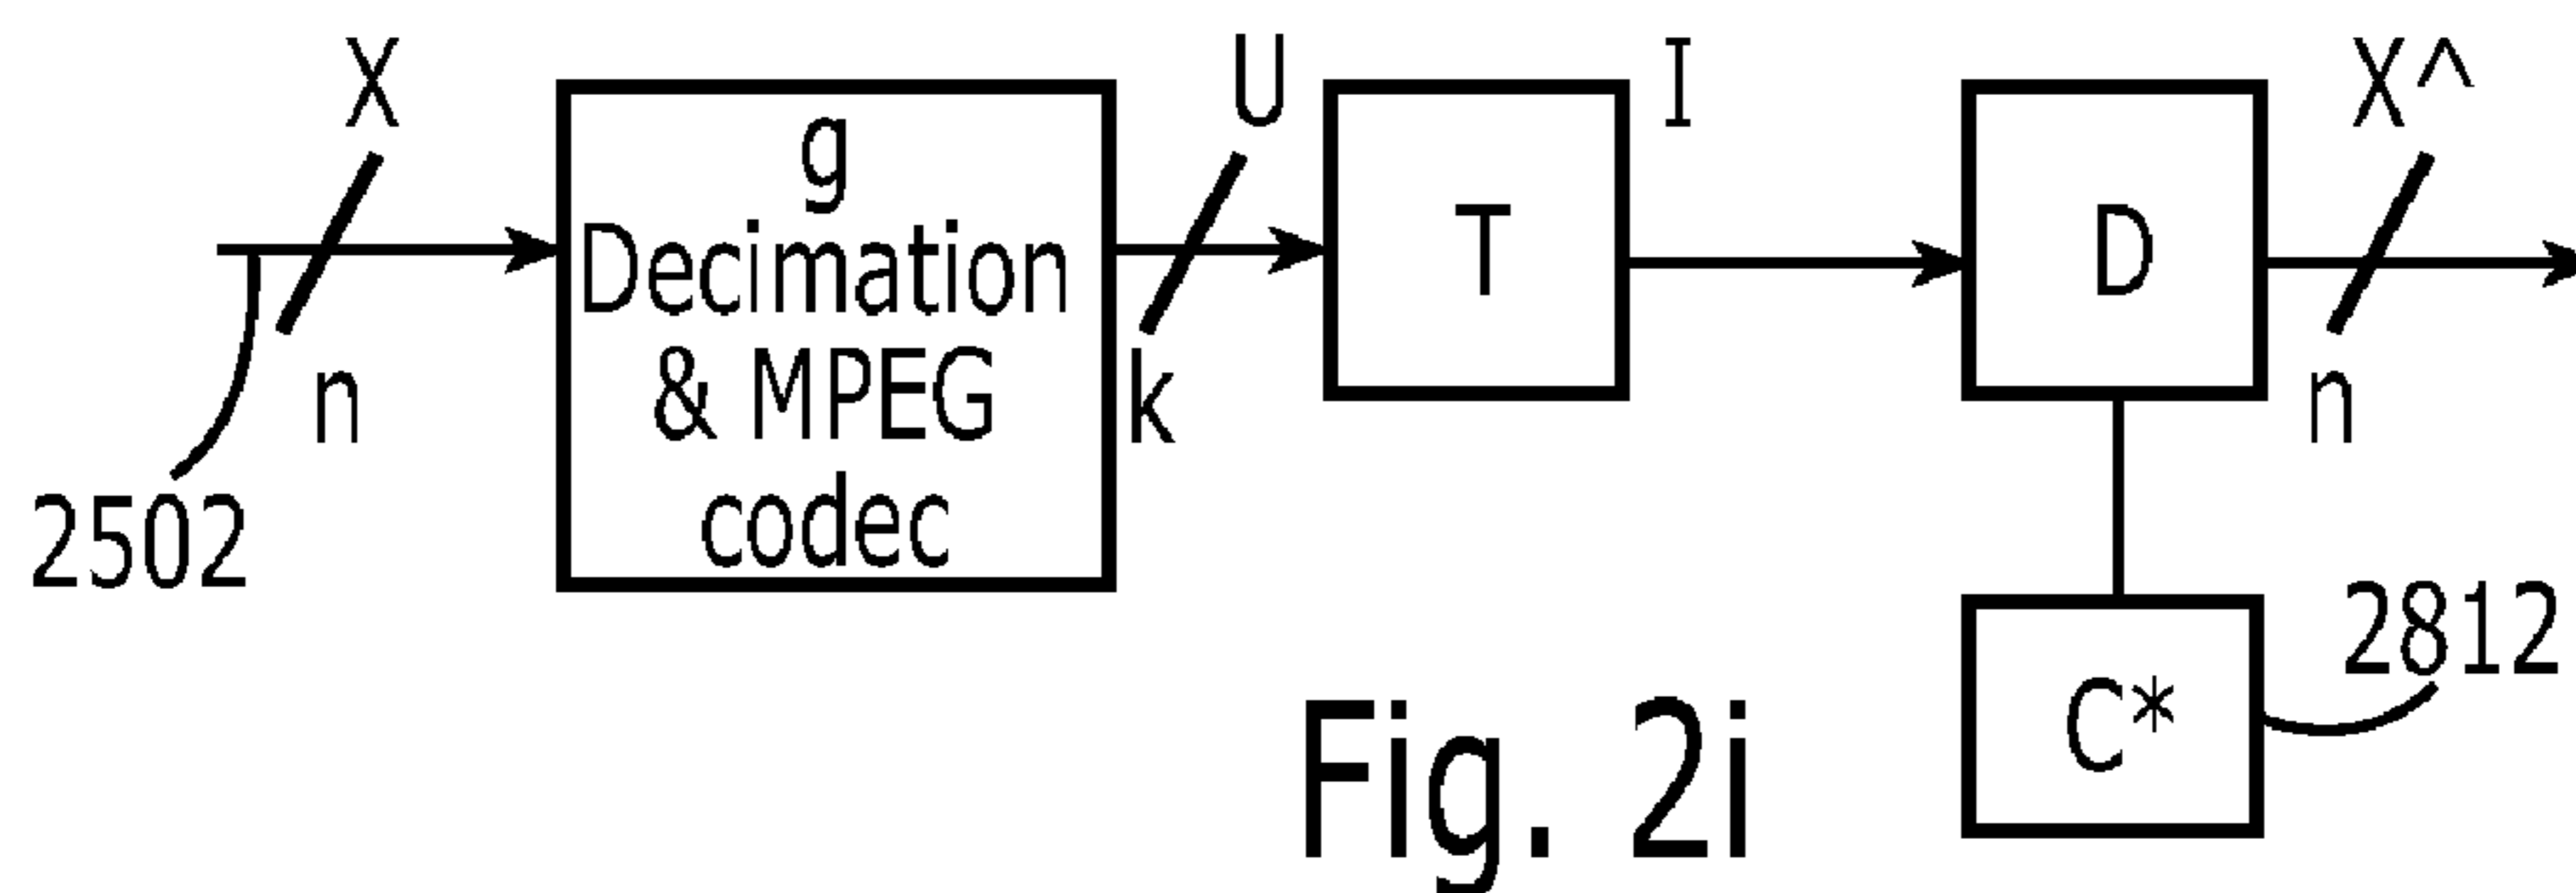 X
n
2502
g
Decimation
& MPEG
codec
U
k
T
I
D
X^
n
C*
2812
Fig. 2i